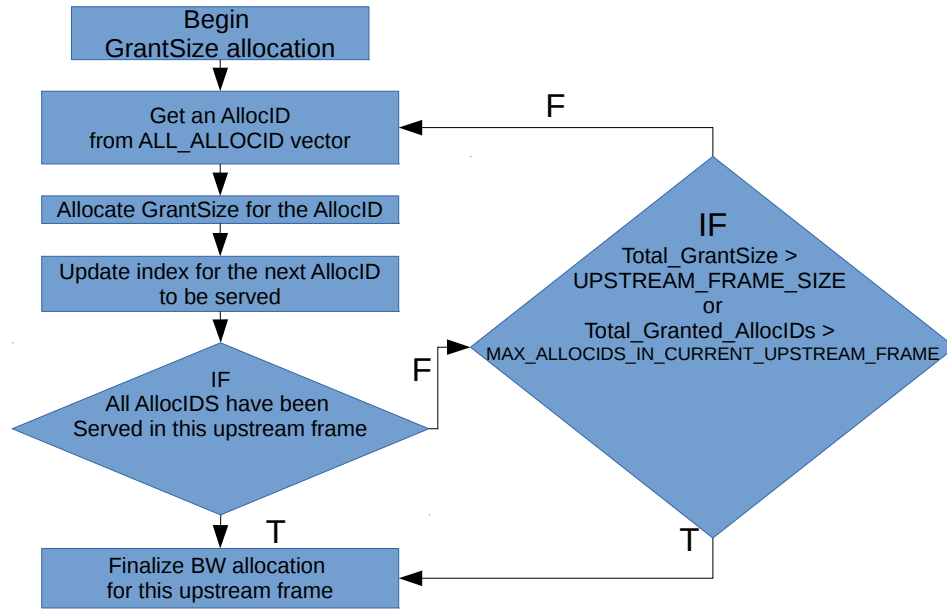 Begin
GrantSize allocation
Get an AllocID
from ALL_ALLOCID vector
Allocate GrantSize for the AllocID
Update index for the next AllocID
to be served
IF
All AllocIDS have been
Served in this upstream frame
F
T
Finalize BW allocation
for this upstream frame
F
IF
Total_GrantSize >
UPSTREAM_FRAME_SIZE
or
Total_Granted_AllocIDs >
MAX_ALLOCIDS_IN_CURRENT_UPSTREAM_FRAME
T